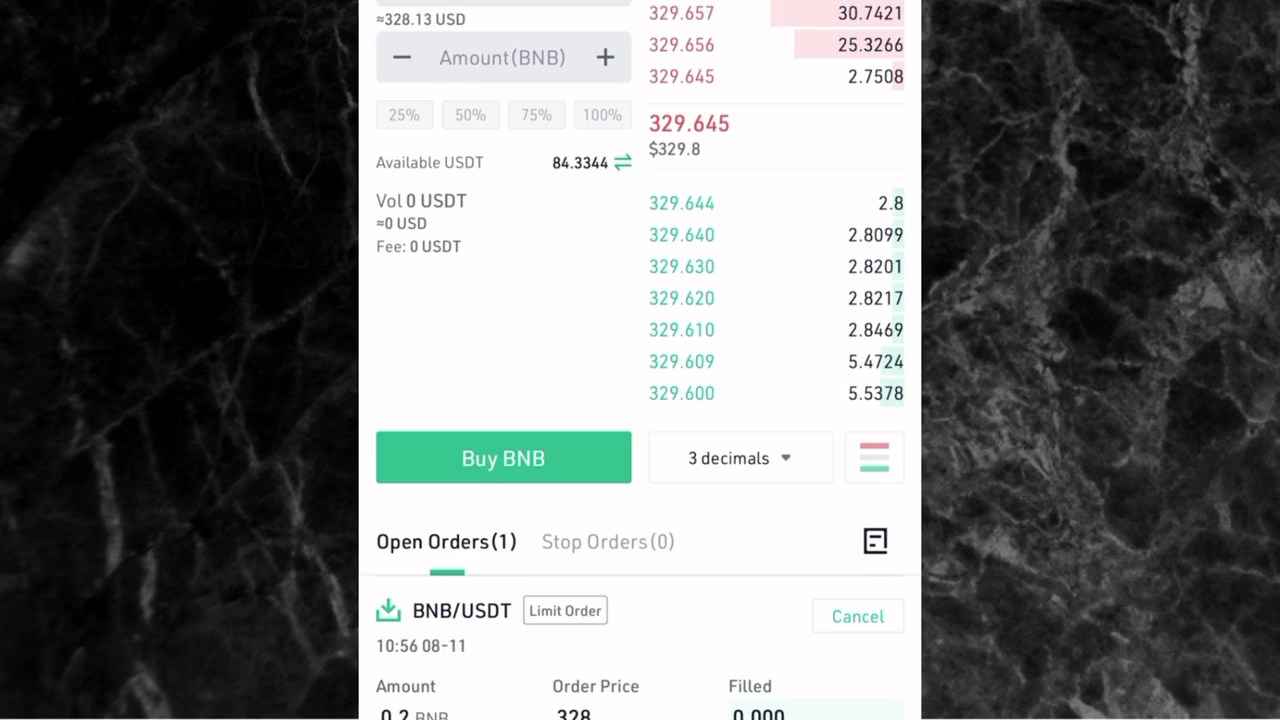 ≈328.13 USD
− Amount(BNB) +
25% 50% 75% 100%
Available USDT 84.3344
Vol 0 USDT
≈0 USD
Fee: 0 USDT
329.657 30.7421
329.656 25.3266
329.645 2.7508
329.645
$329.8
329.644 2.8
329.640 2.8099
329.630 2.8201
329.620 2.8217
329.610 2.8469
329.609 5.4724
329.600 5.5378
Buy BNB
3 decimals
Open Orders(1) Stop Orders(0)
BNB/USDT Limit Order Cancel
10:56 08-11
Amount Order Price Filled
0.2 BNB 328 0.000